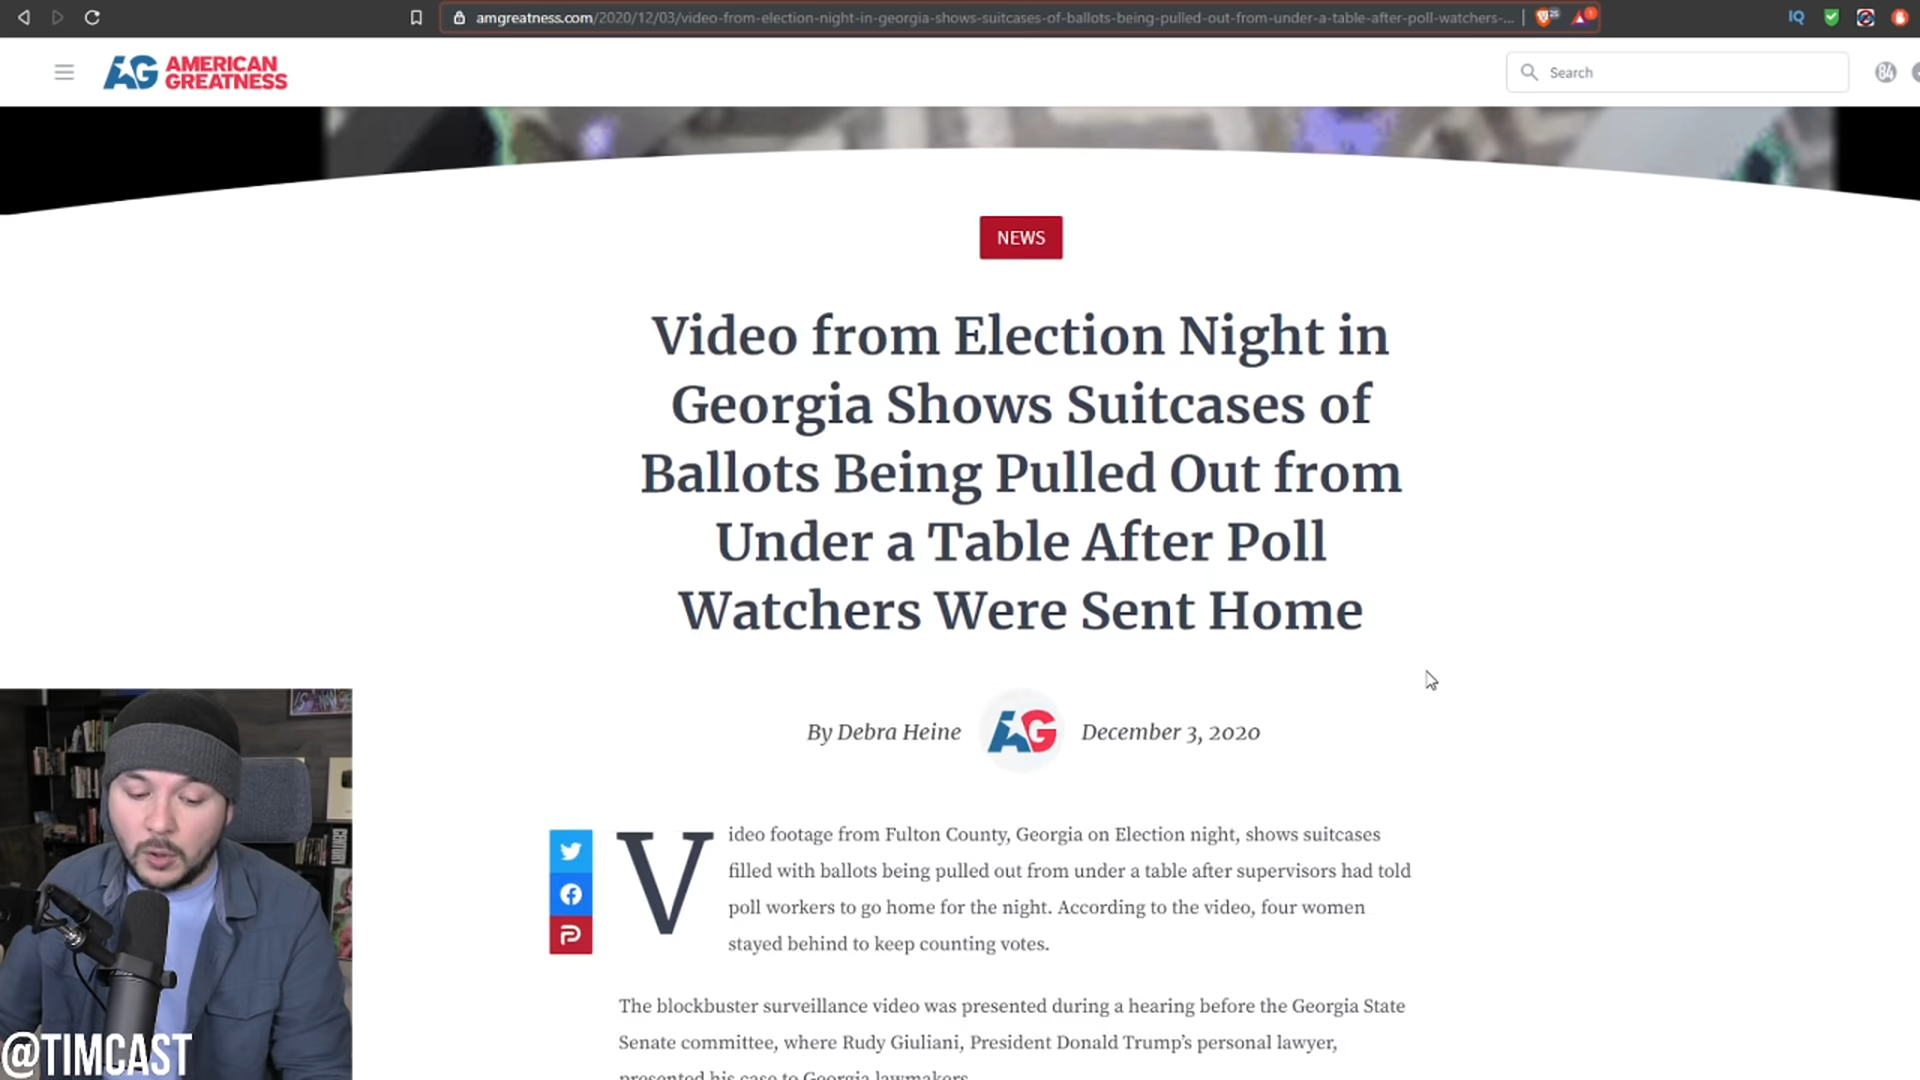 amgreatness.com/2020/12/03/video-from-election-night-in-georgia-shows-suitcases-of-ballots-being-pulled-out-from-under-a-table-after-poll-watchers-...
25
1
IQ
AG AMERICAN
GREATNESS
Search
84
NEWS
Video from Election Night in
Georgia Shows Suitcases of
Ballots Being Pulled Out from
Under a Table After Poll
Watchers Were Sent Home
By Debra Heine
AG
December 3, 2020
Video footage from Fulton County, Georgia on Election night, shows suitcases
filled with ballots being pulled out from under a table after supervisors had told
poll workers to go home for the night. According to the video, four women
stayed behind to keep counting votes.
The blockbuster surveillance video was presented during a hearing before the Georgia State
Senate committee, where Rudy Giuliani, President Donald Trump's personal lawyer,
presented his case to Georgia lawmakers.
@TIMCAST